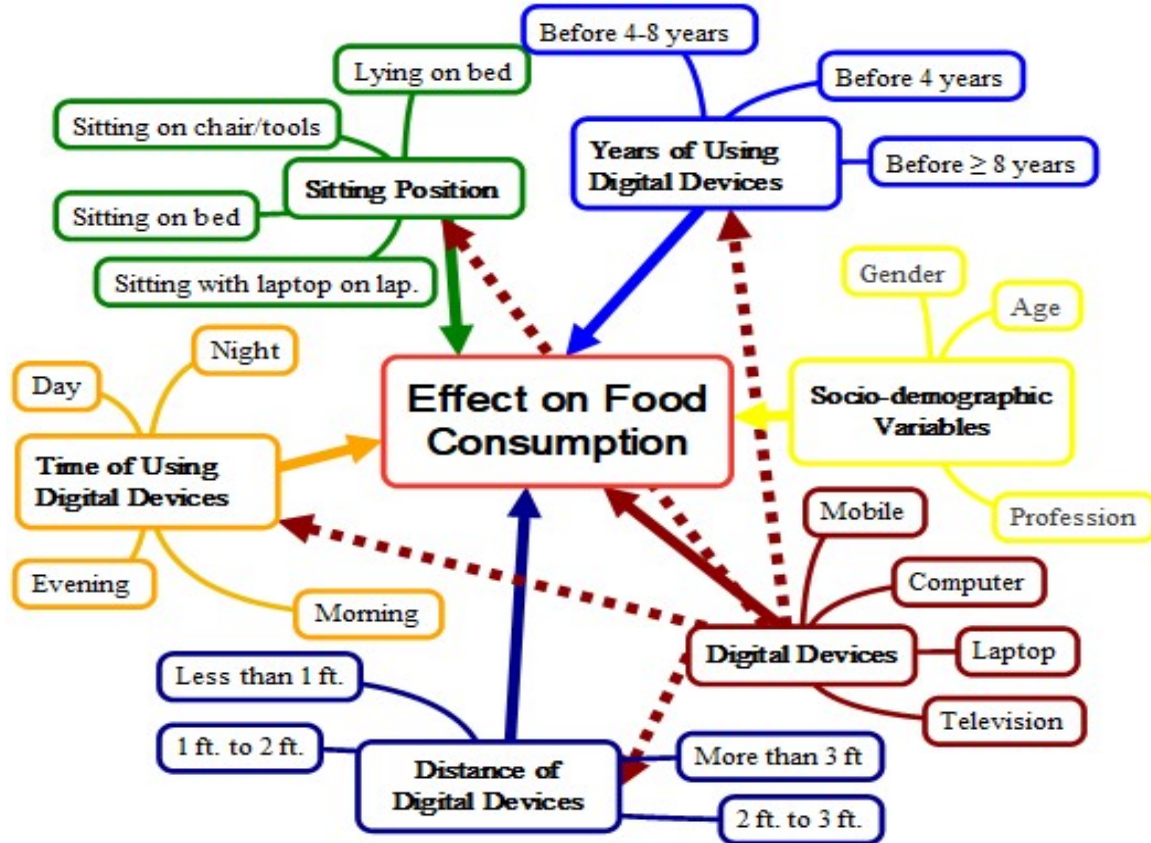 Before 4-8 years
Lying on bed
Before 4 years
Sitting on chair/tools
Years of Using
Digital Devices
Before ≥ 8 years
Sitting Position
Sitting on bed
Sitting with laptop on lap.
Gender
Age
Night
Day
Effect on Food
Consumption
Socio-demographic
Variables
Time of Using
Digital Devices
Mobile
Profession
Evening
Computer
Morning
Digital Devices
Laptop
Less than 1 ft.
Television
1 ft. to 2 ft.
More than 3 ft
Distance of
Digital Devices
2 ft. to 3 ft.